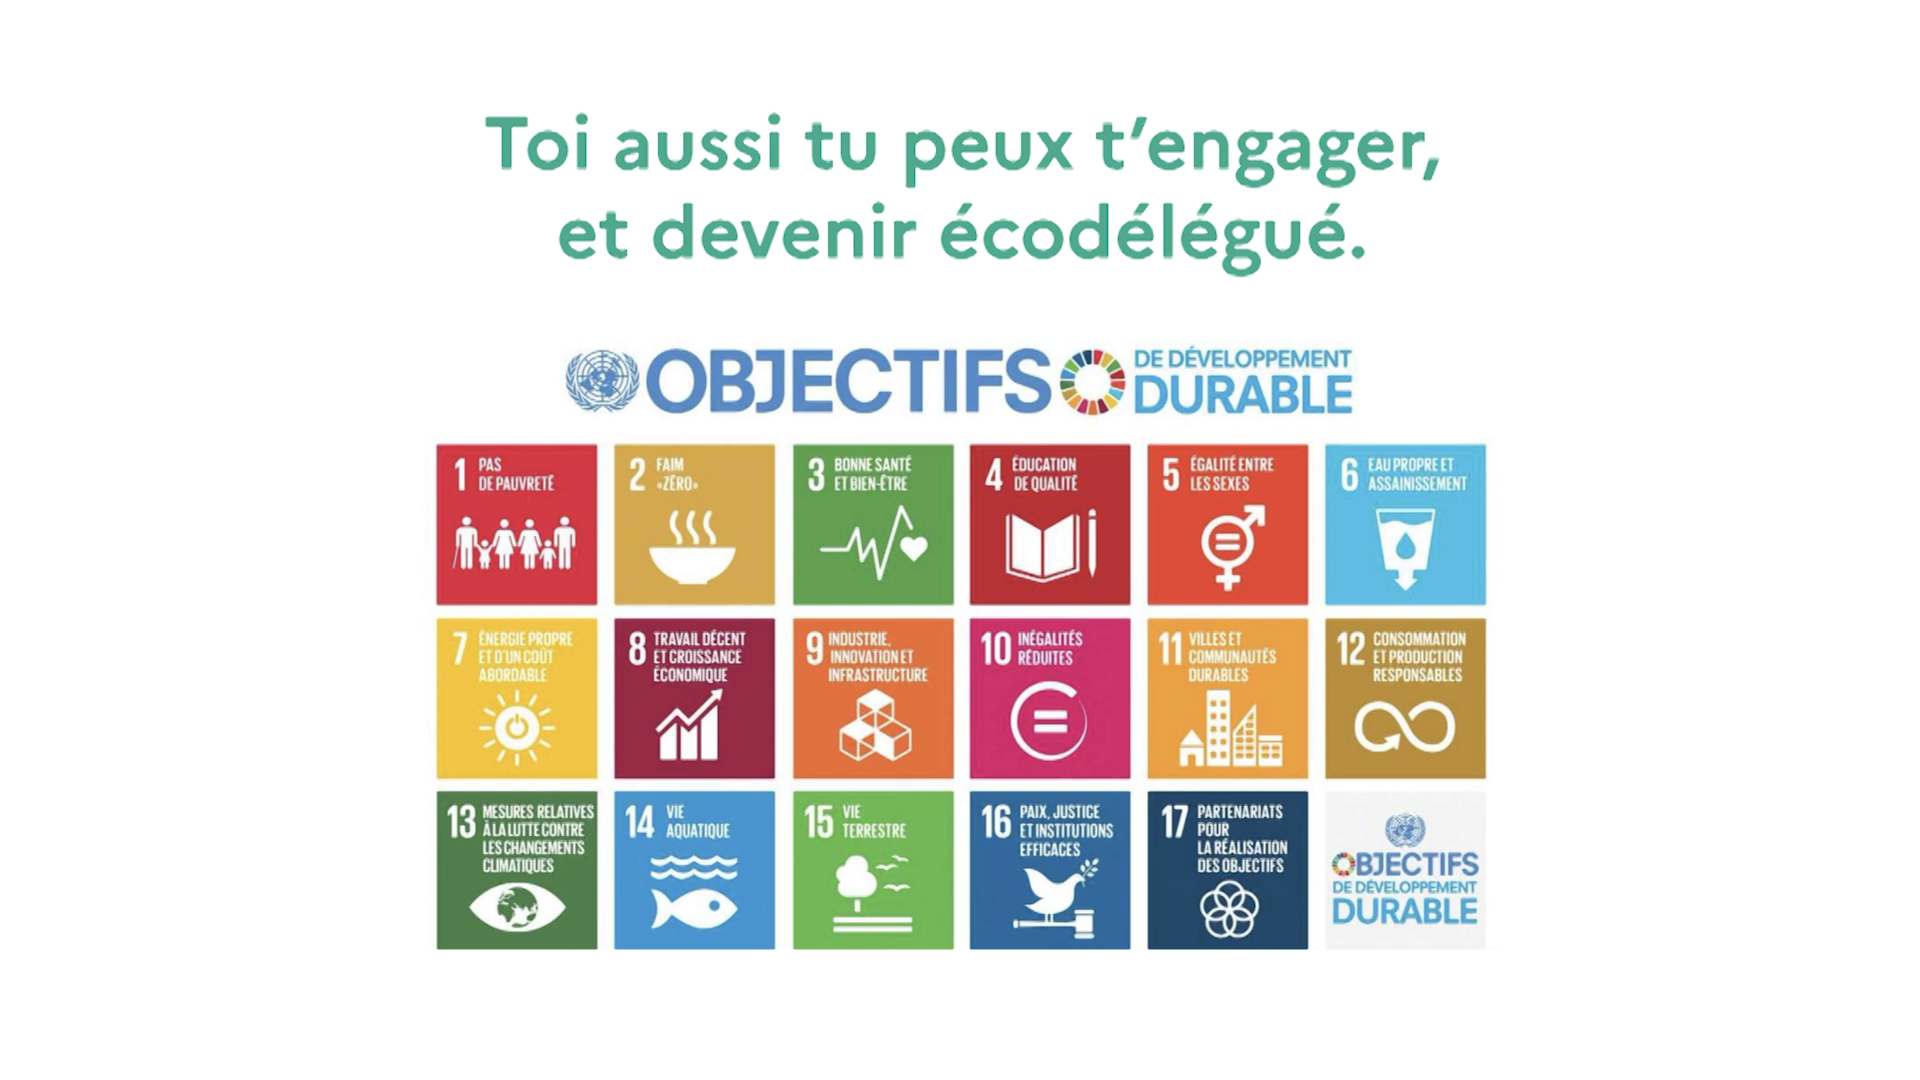 Toi aussi tu peux t'engager,
et devenir écodélégué.
OBJECTIFS
DE DÉVELOPPEMENT
DURABLE
1 PAS
DE PAUVRETÉ
2 FAIM
«ZÉRO»
3 BONNE SANTÉ
ET BIEN-ÊTRE
4 ÉDUCATION
DE QUALITÉ
5 ÉGALITÉ ENTRE
LES SEXES
6 EAU PROPRE ET
ASSAINISSEMENT
7 ÉNERGIE PROPRE
ET D'UN COÛT
ABORDABLE
8 TRAVAIL DÉCENT
ET CROISSANCE
ÉCONOMIQUE
9 INDUSTRIE,
INNOVATION ET
INFRASTRUCTURE
10 INÉGALITÉS
RÉDUITES
11 VILLES ET
COMMUNAUTÉS
DURABLES
12 CONSOMMATION
ET PRODUCTION
RESPONSABLES
13 MESURES RELATIVES
À LA LUTTE CONTRE
LES CHANGEMENTS
CLIMATIQUES
14 VIE
AQUATIQUE
15 VIE
TERRESTRE
16 PAIX, JUSTICE
ET INSTITUTIONS
EFFICACES
17 PARTENARIATS
POUR
LA RÉALISATION
DES OBJECTIFS
OBJECTIFS
DE DÉVELOPPEMENT
DURABLE